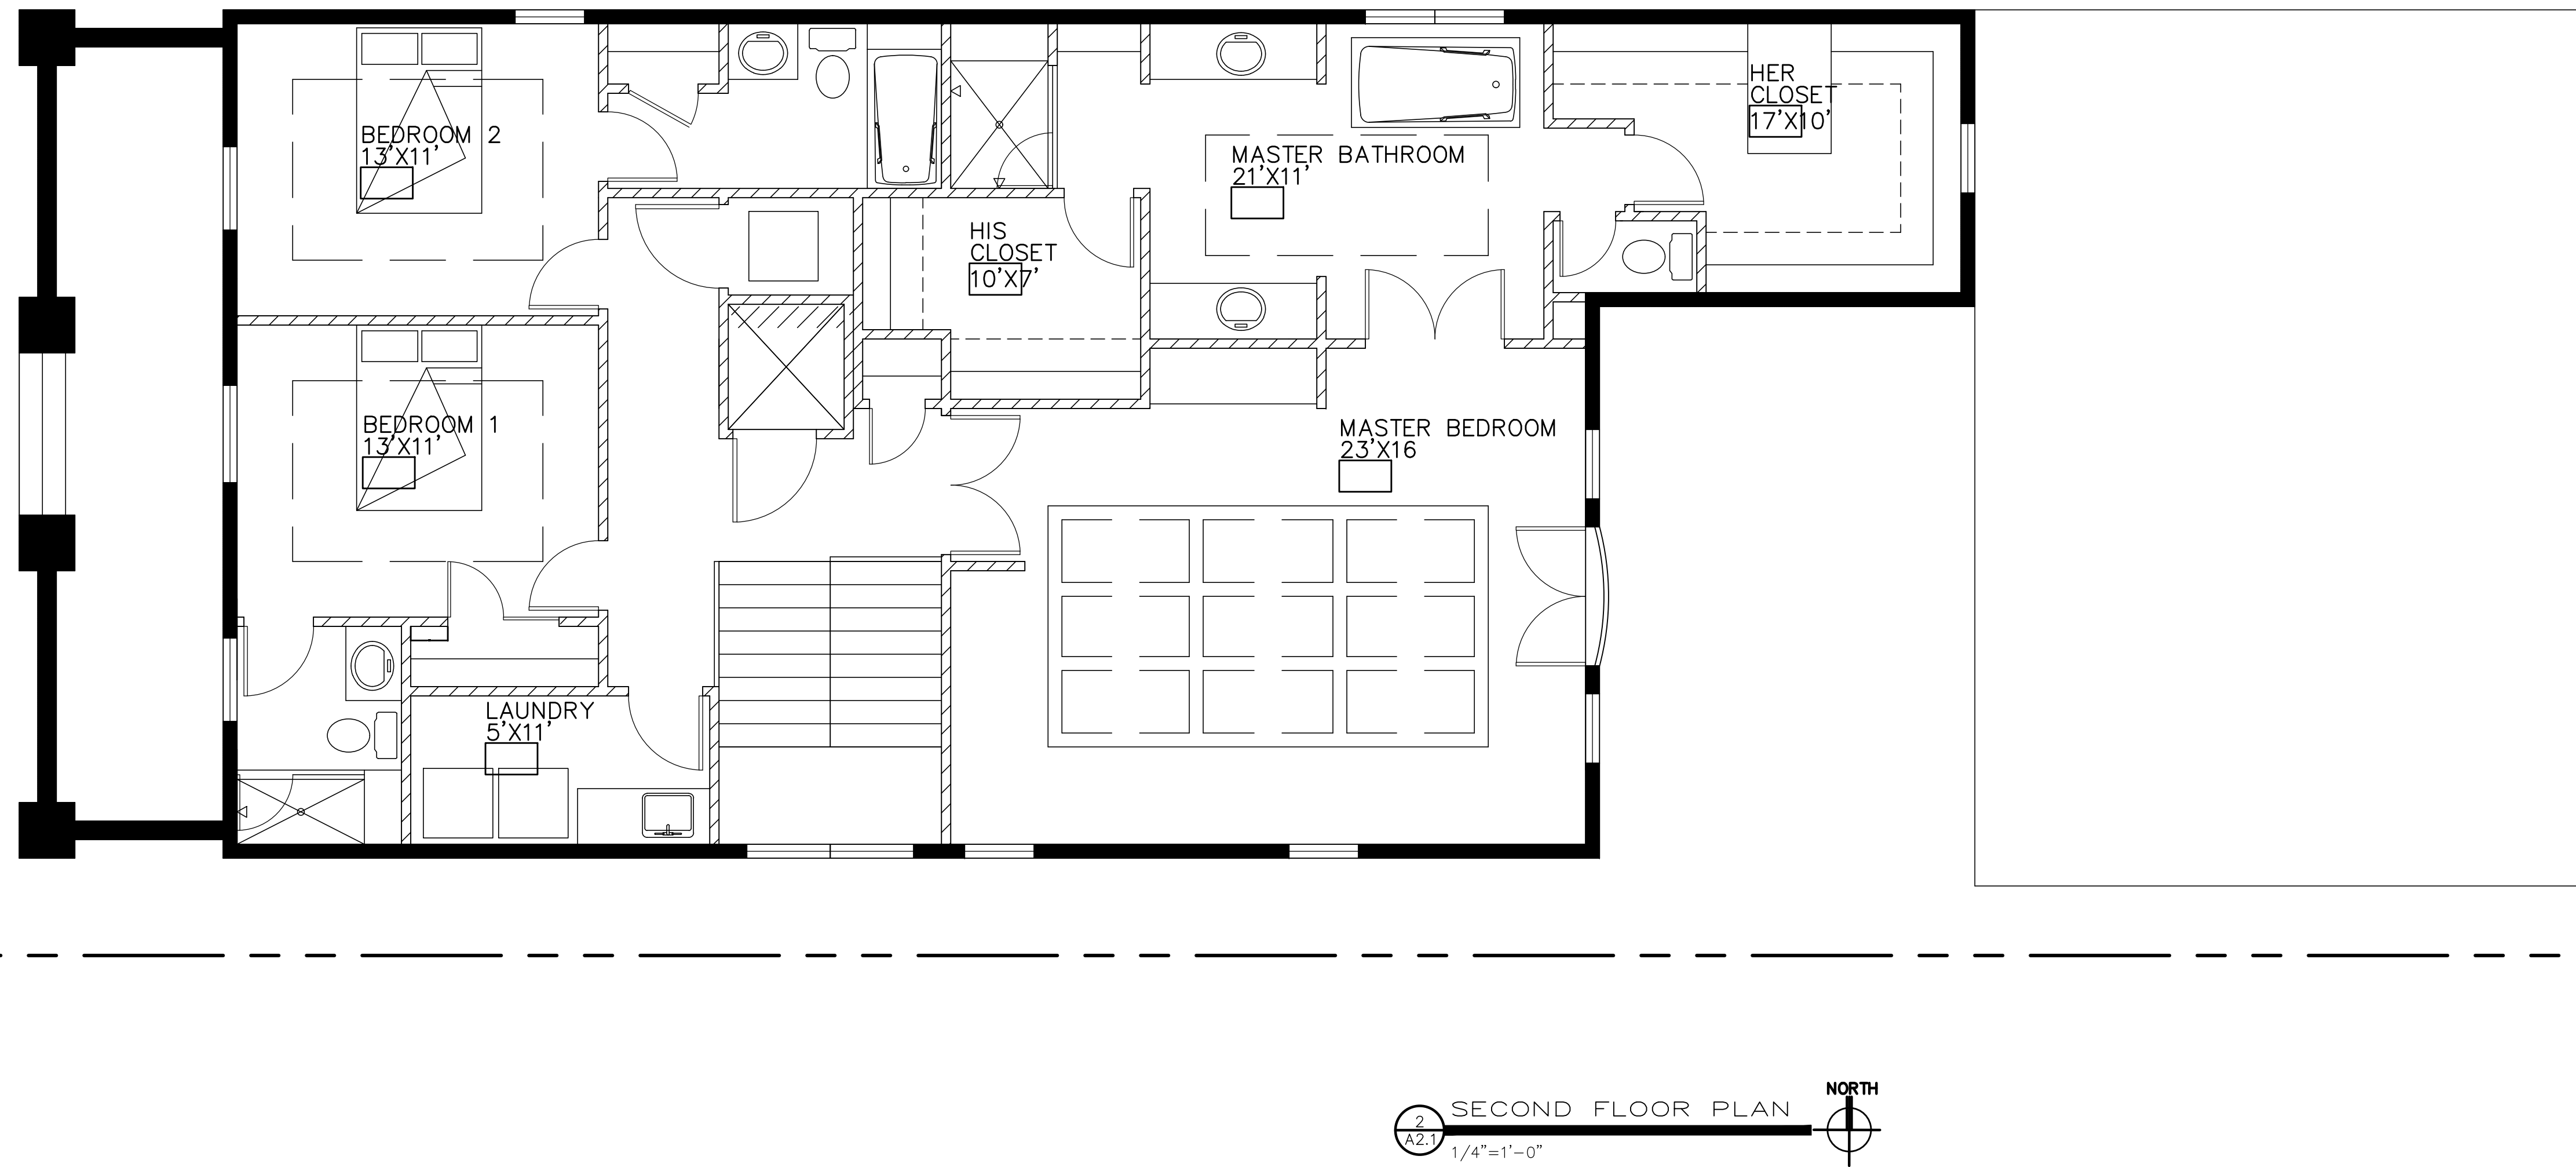 BEDROOM 2
13'X11'
HER
CLOSET
17'X10'
MASTER BATHROOM
21'X11'
HIS
CLOSET
10'X7'
BEDROOM 1
13'X11'
MASTER BEDROOM
23'X16
LAUNDRY
5'X11'
NORTH
2
A2.1
SECOND FLOOR PLAN
1/4"=1'-0"